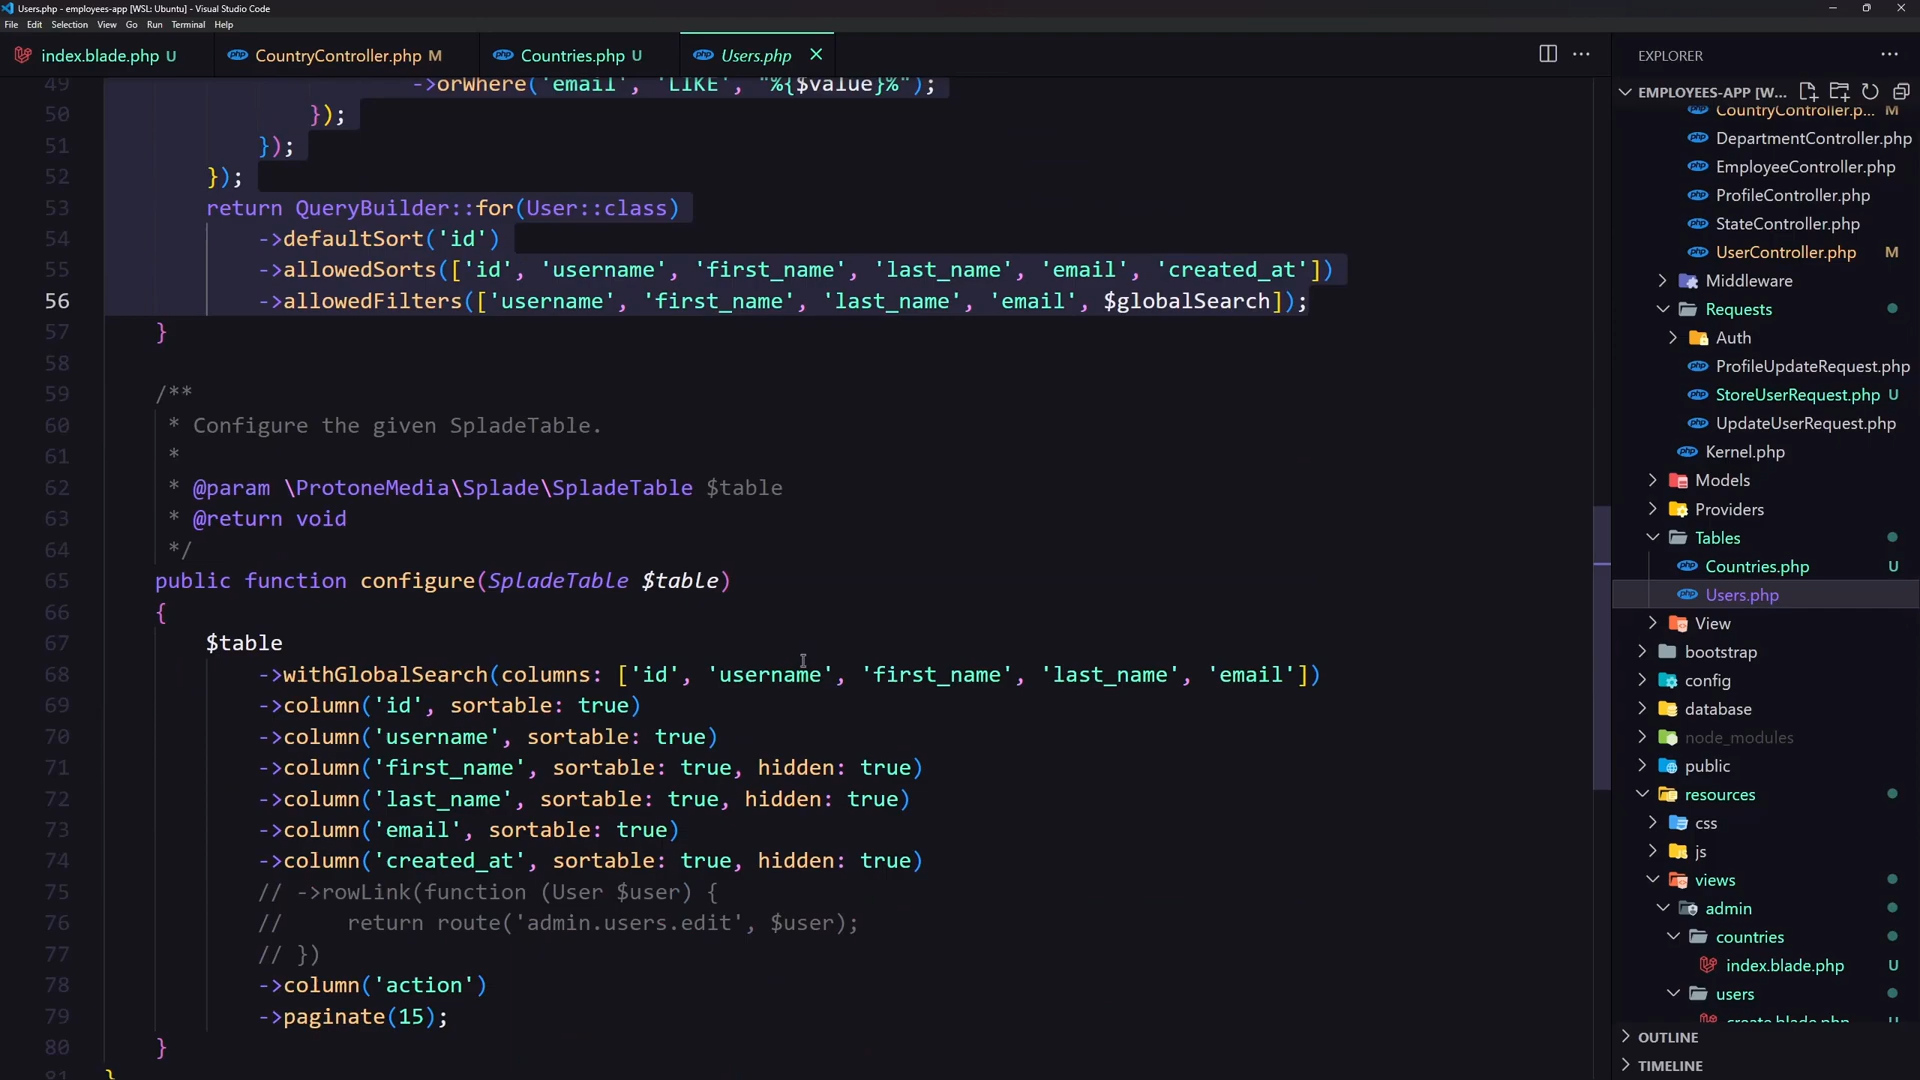 Users.php - employees-app [WSL: Ubuntu] - Visual Studio Code
File Edit Selection View Go Run Terminal Help
index.blade.php U
CountryController.php M
Countries.php U
Users.php
49 ->orWhere('email', 'LIKE', "%{$value}%");
50 });
51 });
52 });
53 return QueryBuilder::for(User::class)
54 ->defaultSort('id')
55 ->allowedSorts(['id', 'username', 'first_name', 'last_name', 'email', 'created_at'])
56 ->allowedFilters(['username', 'first_name', 'last_name', 'email', $globalSearch]);
57 }
58
59 /**
60 * Configure the given SpladeTable.
61 *
62 * @param \ProtoneMedia\Splade\SpladeTable $table
63 * @return void
64 */
65 public function configure(SpladeTable $table)
66 {
67 $table
68 ->withGlobalSearch(columns: ['id', 'username', 'first_name', 'last_name', 'email'])
69 ->column('id', sortable: true)
70 ->column('username', sortable: true)
71 ->column('first_name', sortable: true, hidden: true)
72 ->column('last_name', sortable: true, hidden: true)
73 ->column('email', sortable: true)
74 ->column('created_at', sortable: true, hidden: true)
75 // ->rowLink(function (User $user) {
76 // return route('admin.users.edit', $user);
77 // })
78 ->column('action')
79 ->paginate(15);
80 }
81 }
EXPLORER
EMPLOYEES-APP [W...
CountryController.p... M
DepartmentController.php
EmployeeController.php
ProfileController.php
StateController.php
UserController.php M
Middleware
Requests
Auth
ProfileUpdateRequest.php
StoreUserRequest.php U
UpdateUserRequest.php
Kernel.php
Models
Providers
Tables
Countries.php U
Users.php
View
bootstrap
config
database
node_modules
public
resources
css
js
views
admin
countries
index.blade.php U
users
create.blade.php U
OUTLINE
TIMELINE